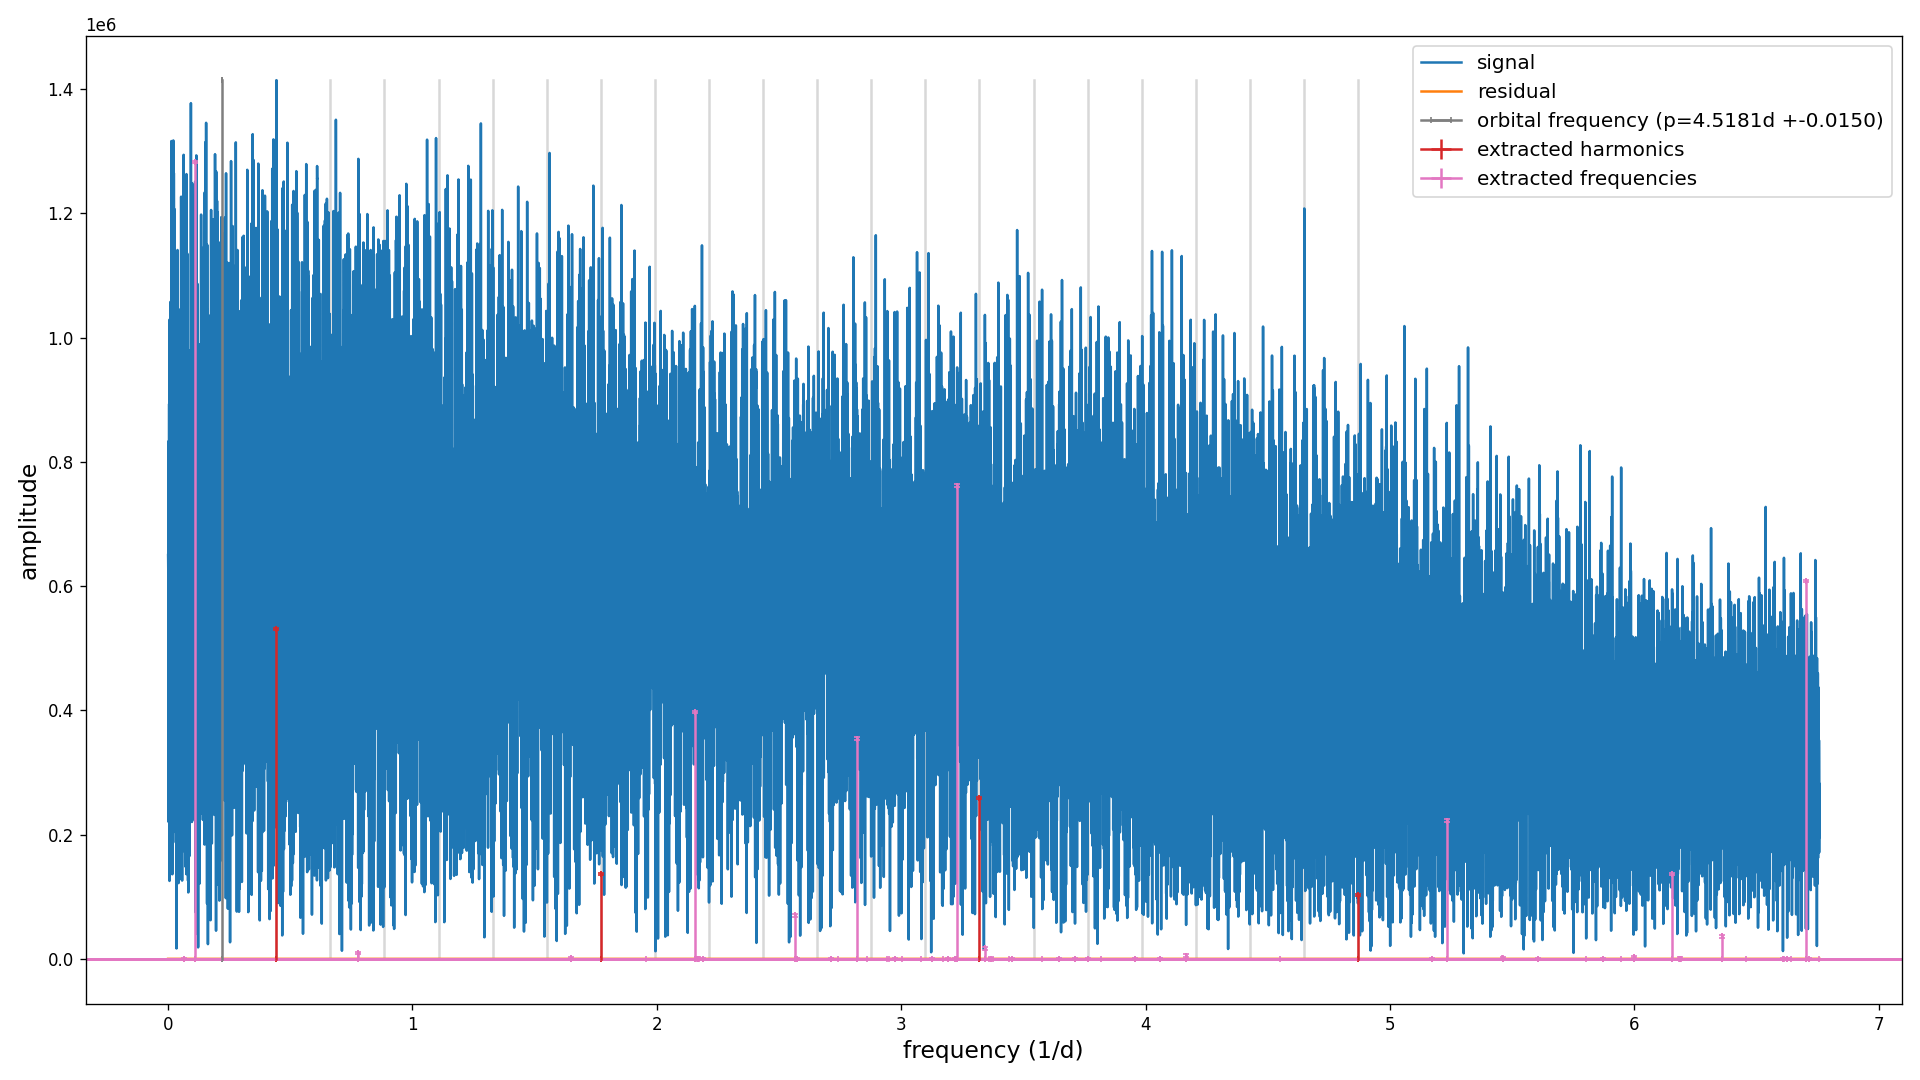 1e6
signal
residual
orbital frequency (p=4.5181d +-0.0150)
extracted harmonics
extracted frequencies
1.4
1.2
1.0
0.8
0.6
0.4
0.2
0.0
amplitude
0 1 2 3 4 5 6 7
frequency (1/d)